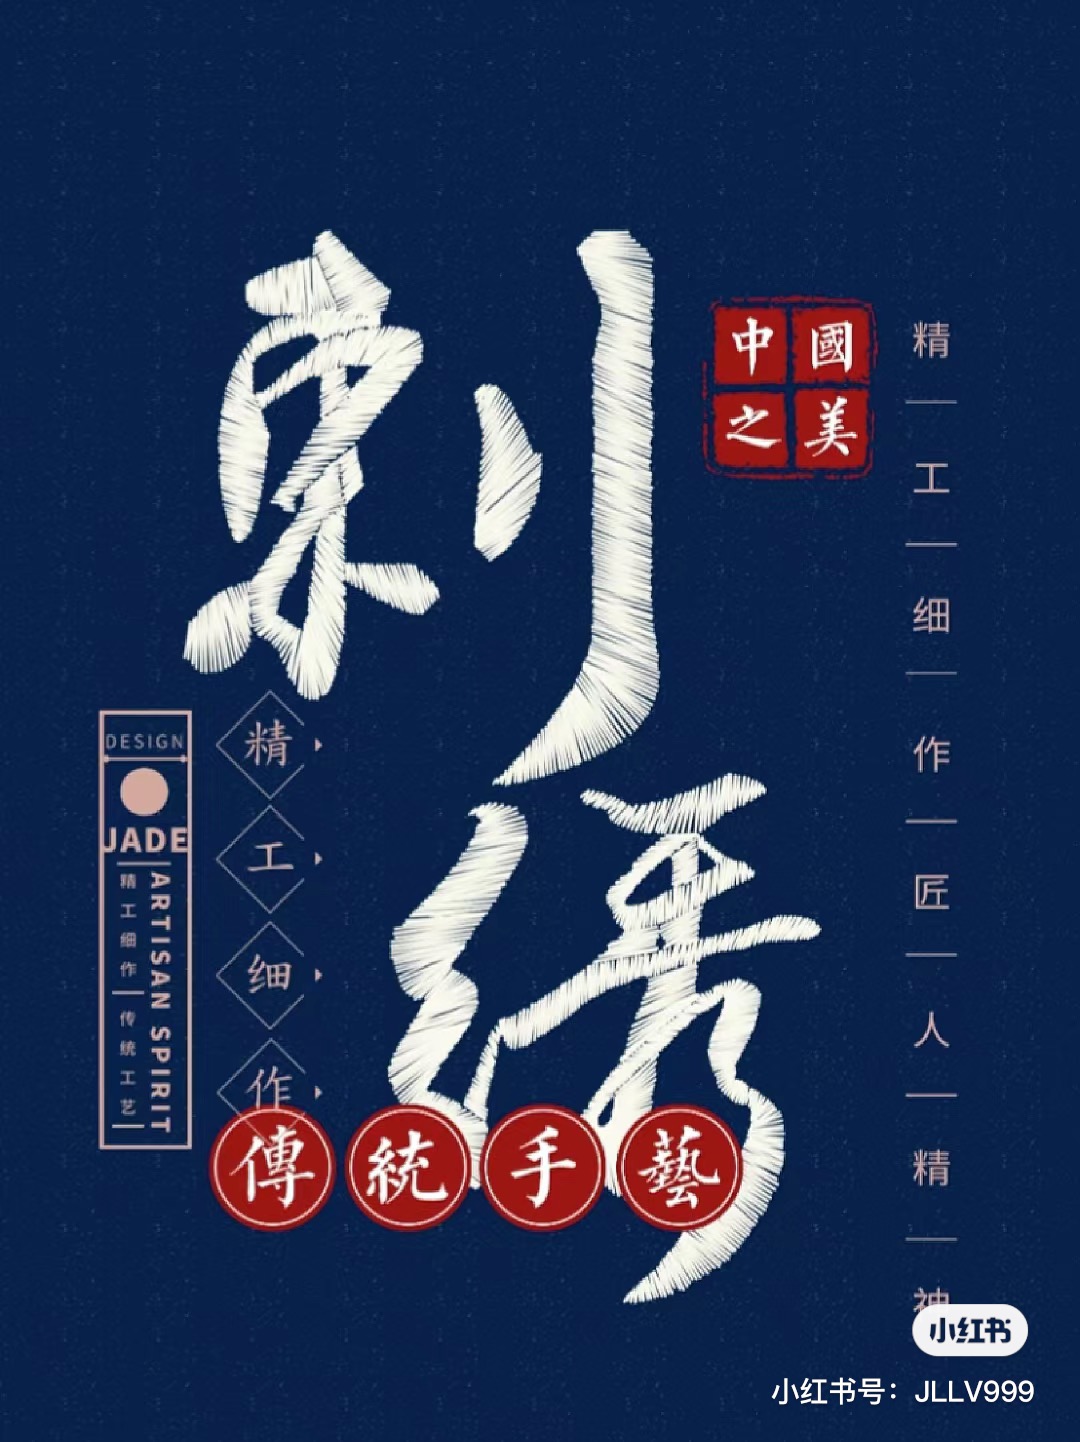 刺绣
中國
之美
精工细作匠人精神
DESIGN
JADE
ARTISAN SPIRIT
精工细作 传统工艺
精工细作
傳統手藝
小红书
小红书号：JLLV999